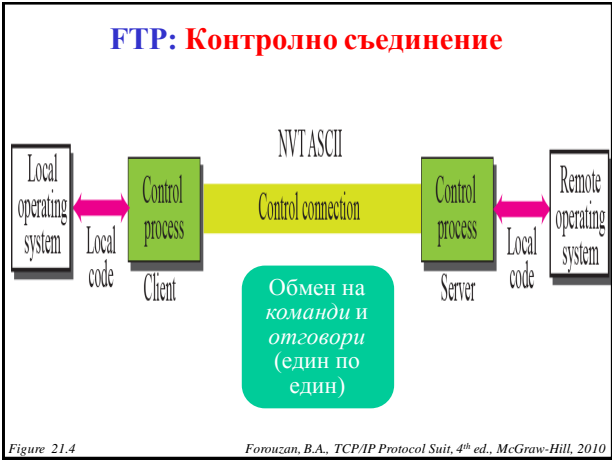 FTP: Контролно съединение
NVT ASCII
Local
operating
system
Local
code
Control
process
Client
Control connection
Control
process
Server
Local
code
Remote
operating
system
Обмен на
команди и
отговори
(един по
един)
Figure 21.4
Forouzan, B.A., TCP/IP Protocol Suit, 4th ed., McGraw-Hill, 2010